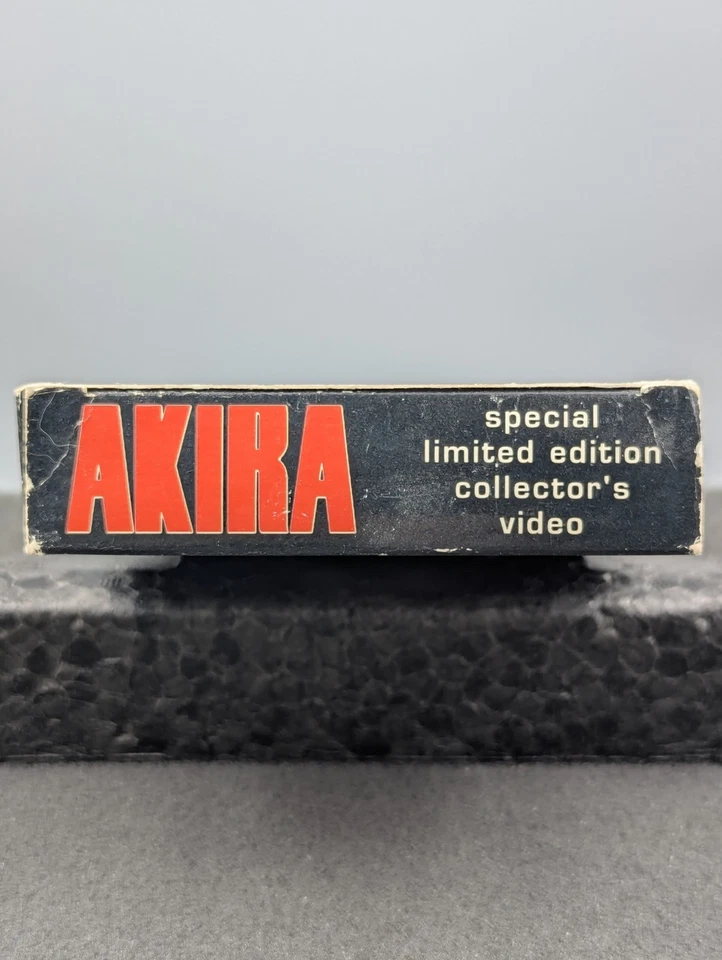 AKIRA
special
limited edition
collector's
video